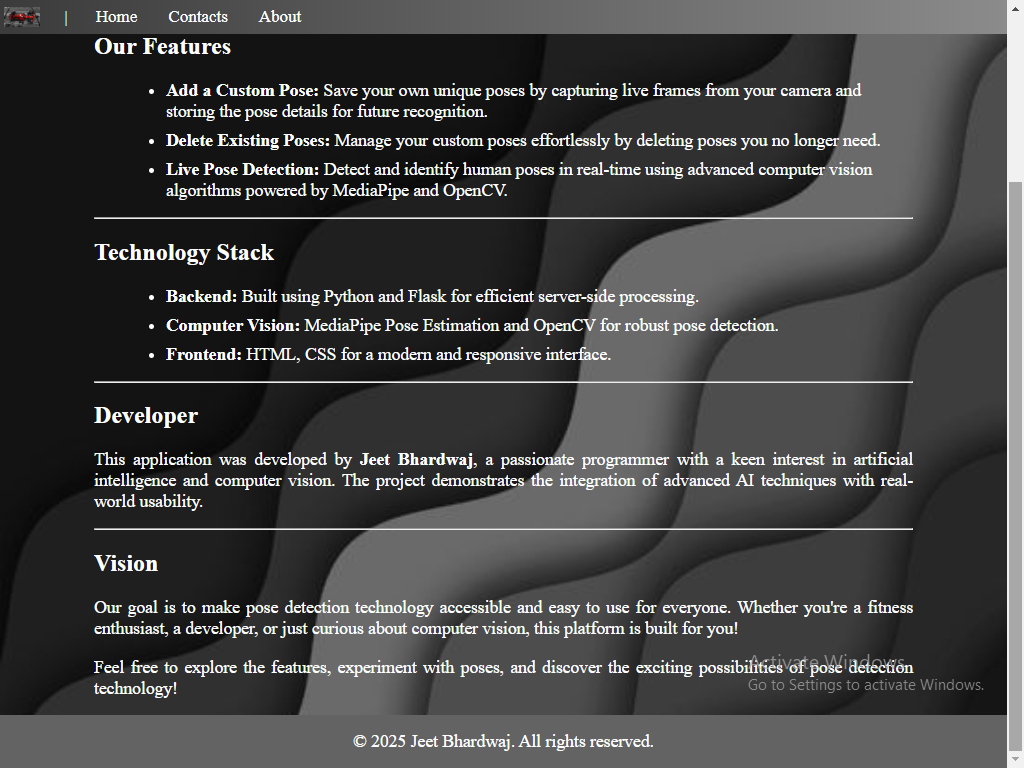 | Home Contacts About
Our Features
• Add a Custom Pose: Save your own unique poses by capturing live frames from your camera and
storing the pose details for future recognition.
• Delete Existing Poses: Manage your custom poses effortlessly by deleting poses you no longer need.
• Live Pose Detection: Detect and identify human poses in real-time using advanced computer vision
algorithms powered by MediaPipe and OpenCV.
Technology Stack
• Backend: Built using Python and Flask for efficient server-side processing.
• Computer Vision: MediaPipe Pose Estimation and OpenCV for robust pose detection.
• Frontend: HTML, CSS for a modern and responsive interface.
Developer
This application was developed by Jeet Bhardwaj, a passionate programmer with a keen interest in artificial
intelligence and computer vision. The project demonstrates the integration of advanced AI techniques with real-
world usability.
Vision
Our goal is to make pose detection technology accessible and easy to use for everyone. Whether you're a fitness
enthusiast, a developer, or just curious about computer vision, this platform is built for you!
Feel free to explore the features, experiment with poses, and discover the exciting possibilities of pose detection
technology!
Activate Windows
Go to Settings to activate Windows.
© 2025 Jeet Bhardwaj. All rights reserved.